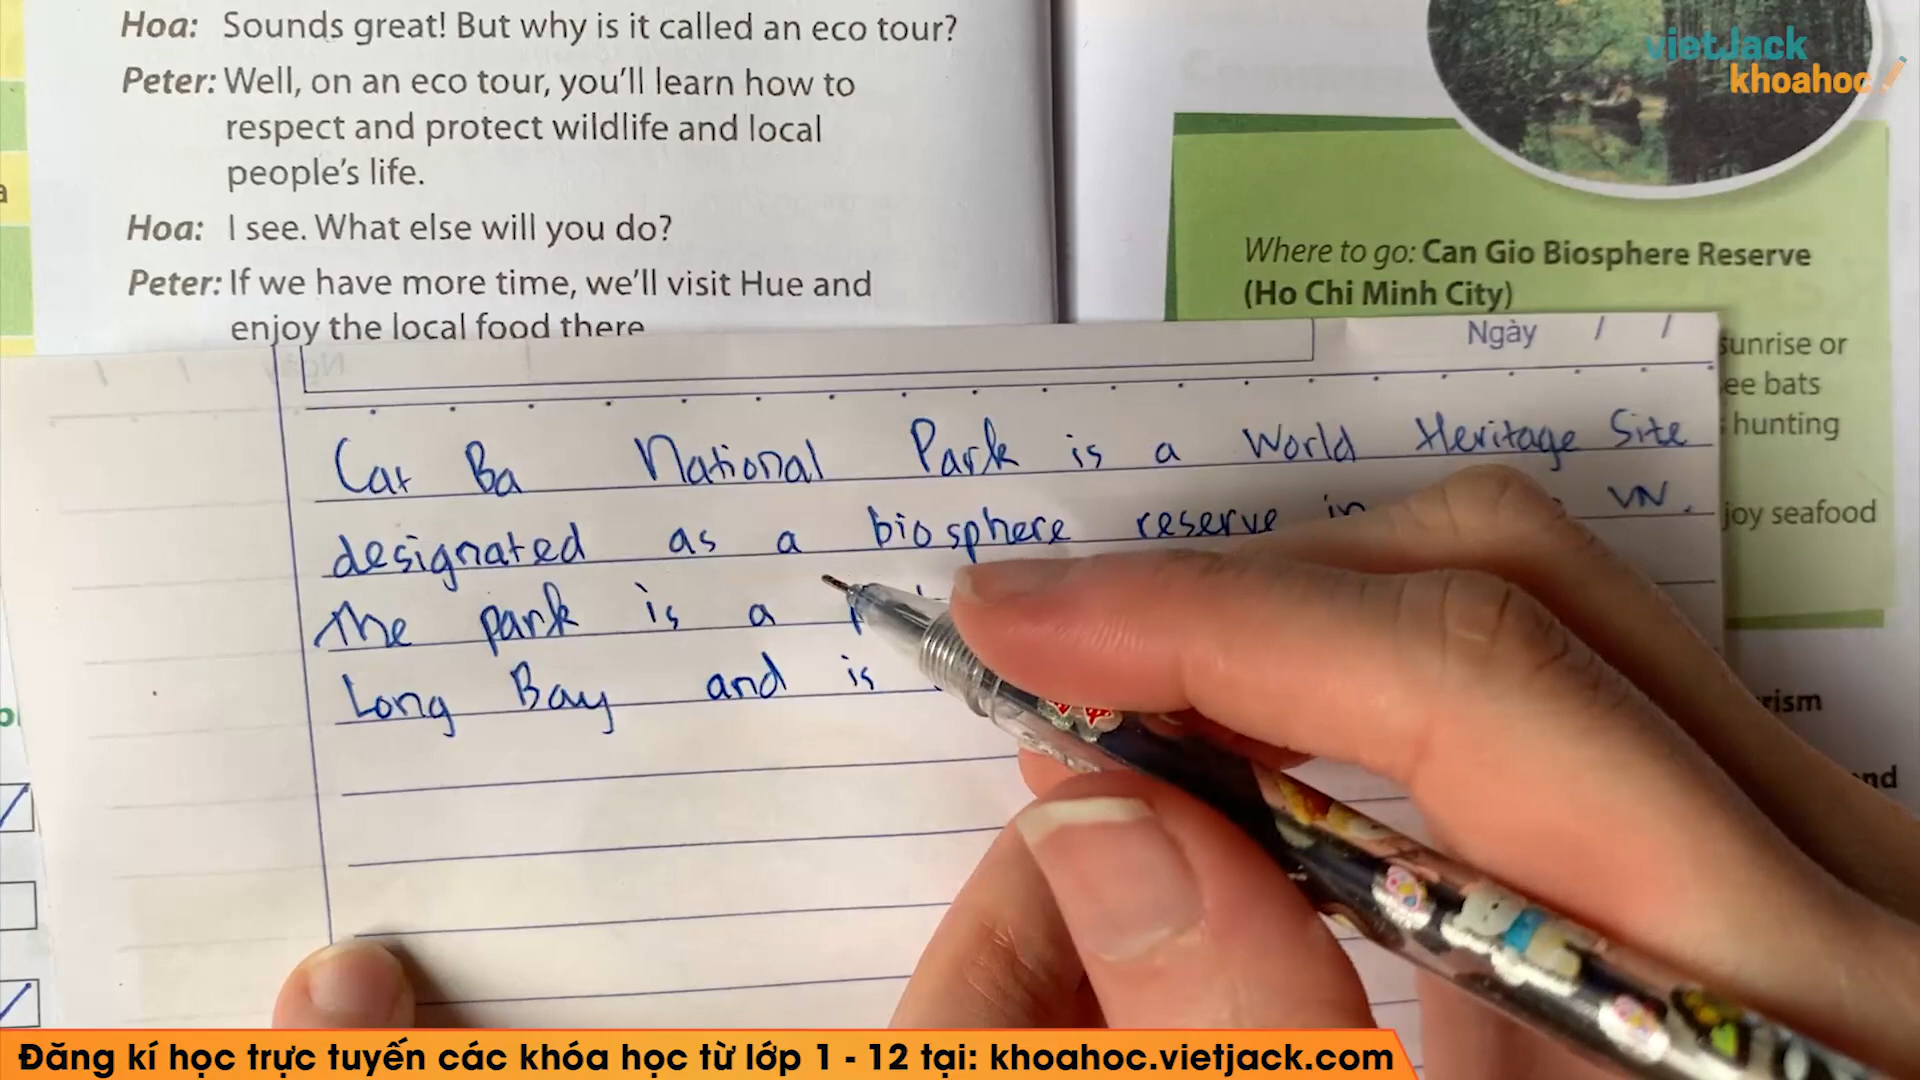 Hoa: Sounds great! But why is it called an eco tour?
Peter: Well, on an eco tour, you'll learn how to
respect and protect wildlife and local
people's life.
Hoa: I see. What else will you do?
Peter: If we have more time, we'll visit Hue and
enjoy the local food there
vietJack
khoahoc
Where to go: Can Gio Biosphere Reserve
(Ho Chi Minh City)
sunrise or
ee bats
hunting
joy seafood
rism
nd
Ngày / /
Cat Ba National Park is a World Heritage Site
designated as a biosphere reserve in VN.
The park is a
Long Bay and is
Đăng kí học trực tuyến các khóa học từ lớp 1 - 12 tại: khoahoc.vietjack.com